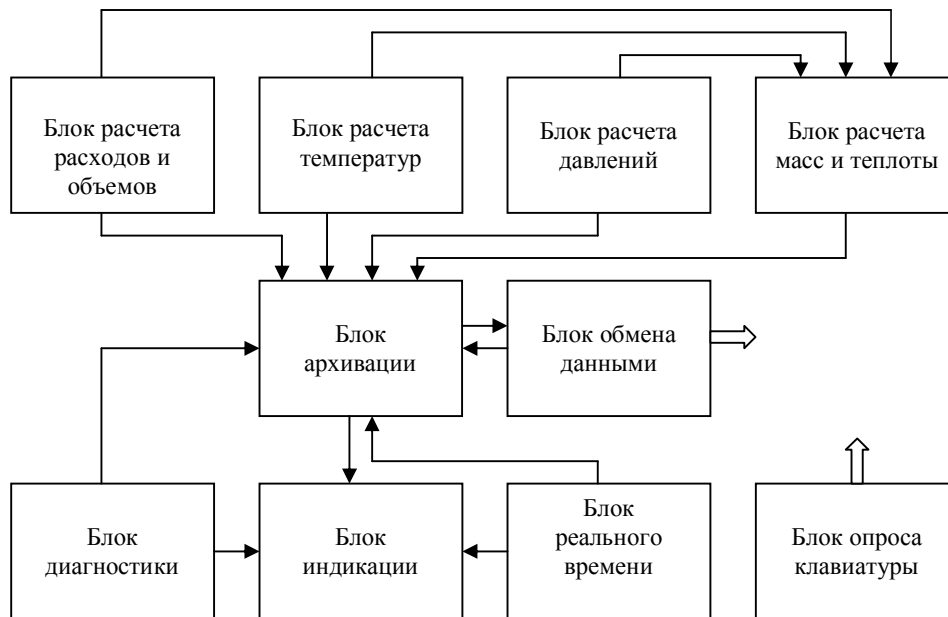 Блок расчета
расходов и
объемов
Блок расчета
температур
Блок расчета
давлений
Блок расчета
масс и теплоты
Блок
архивации
Блок обмена
данными
Блок
диагностики
Блок
индикации
Блок
реального
времени
Блок опроса
клавиатуры